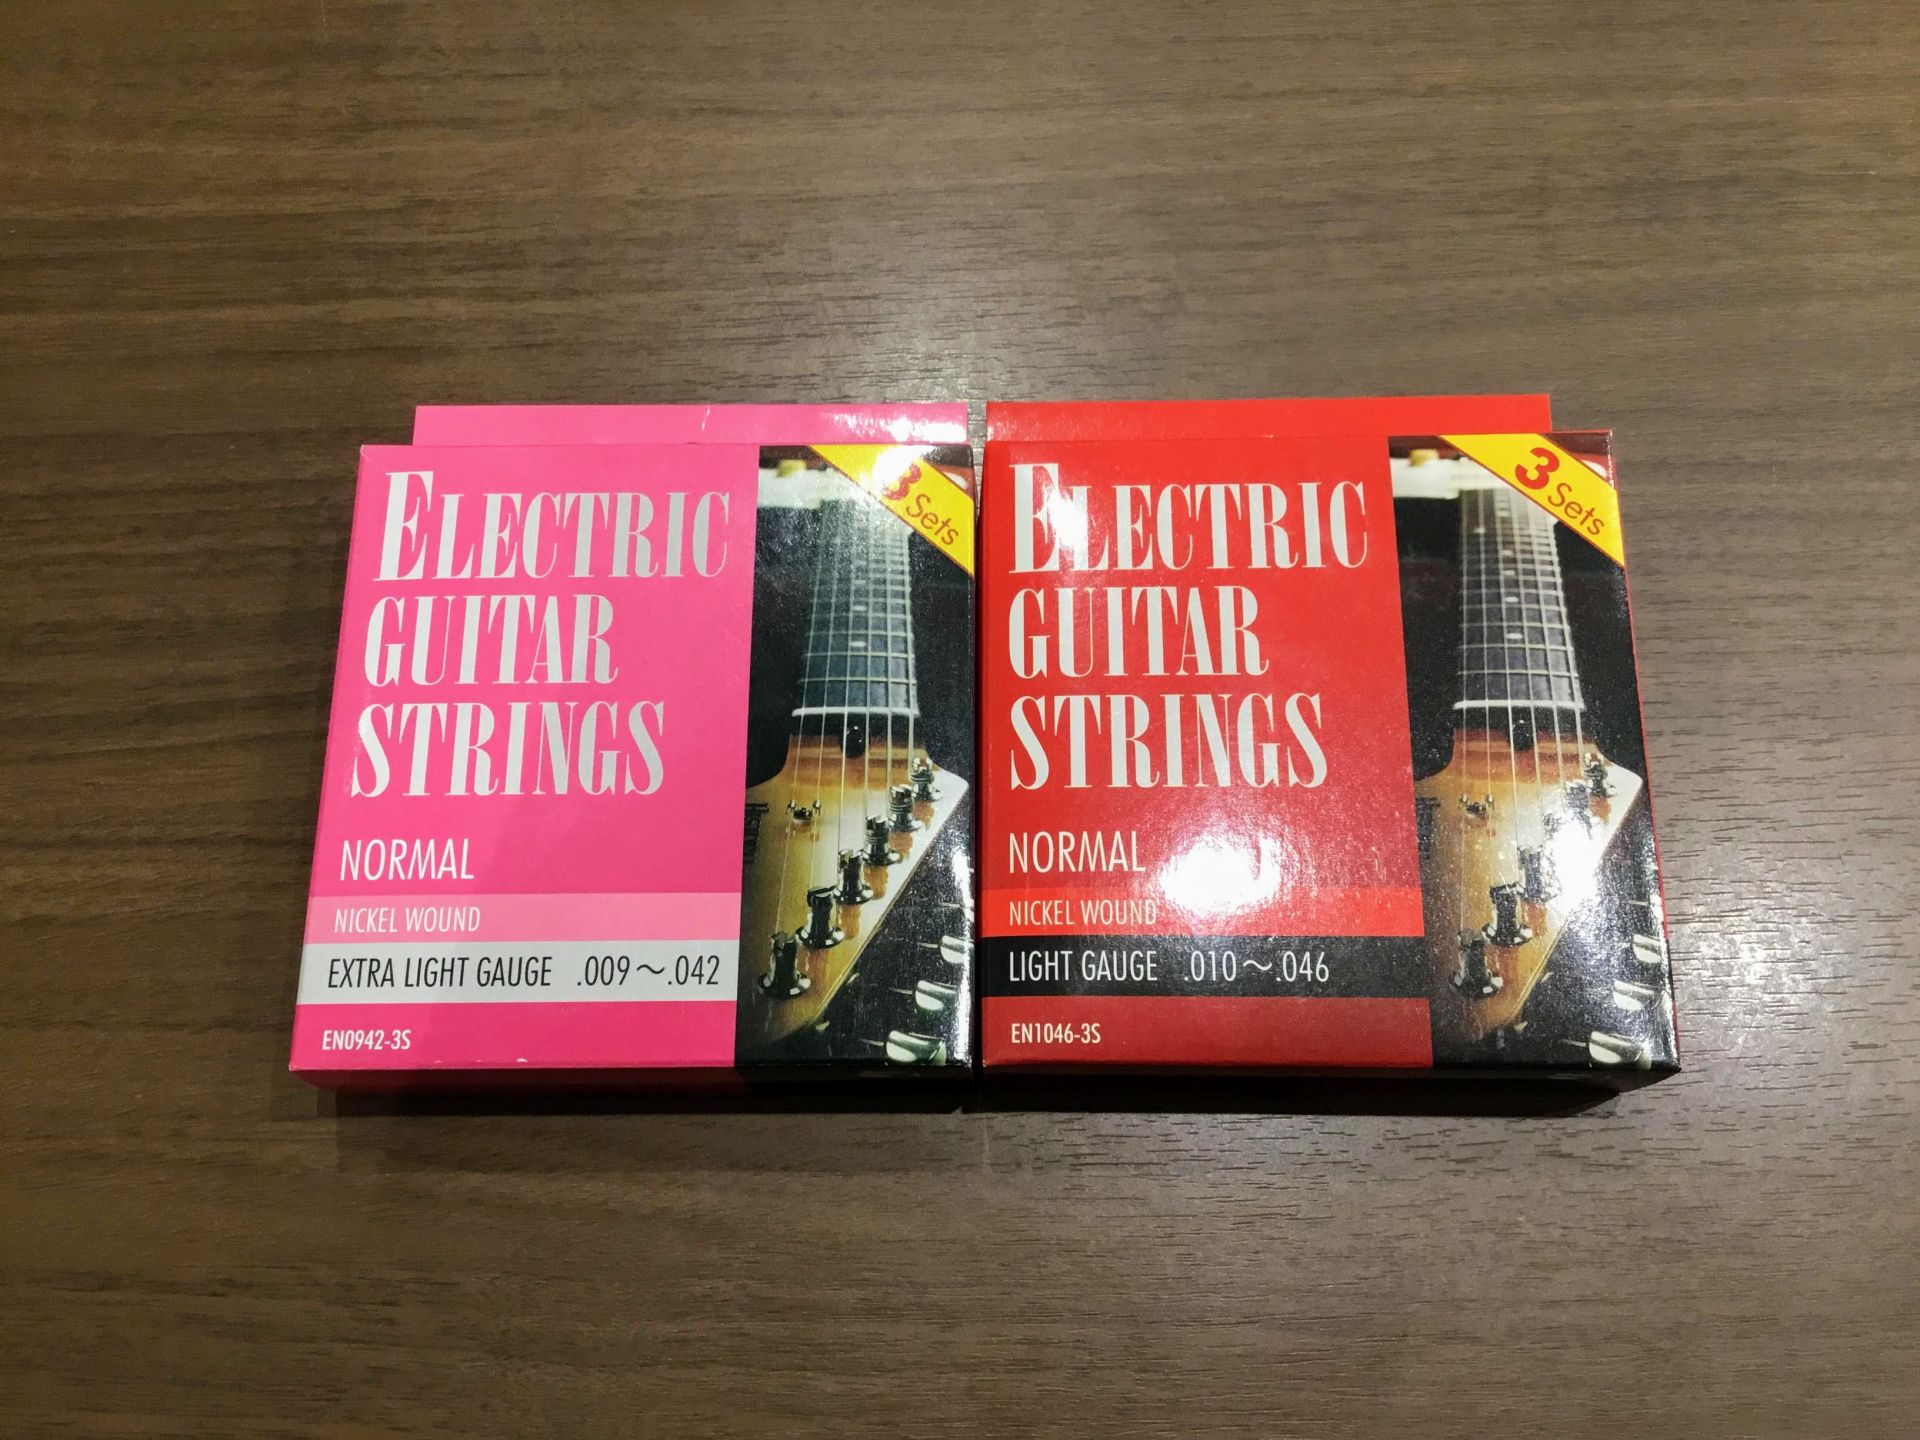 ELECTRIC
GUITAR
STRINGS
3 Sets
NORMAL
NICKEL WOUND
EXTRA LIGHT GAUGE .009～.042
EN0942-3S
ELECTRIC
GUITAR
STRINGS
3 Sets
NORMAL
NICKEL WOUND
LIGHT GAUGE .010～.046
EN1046-3S